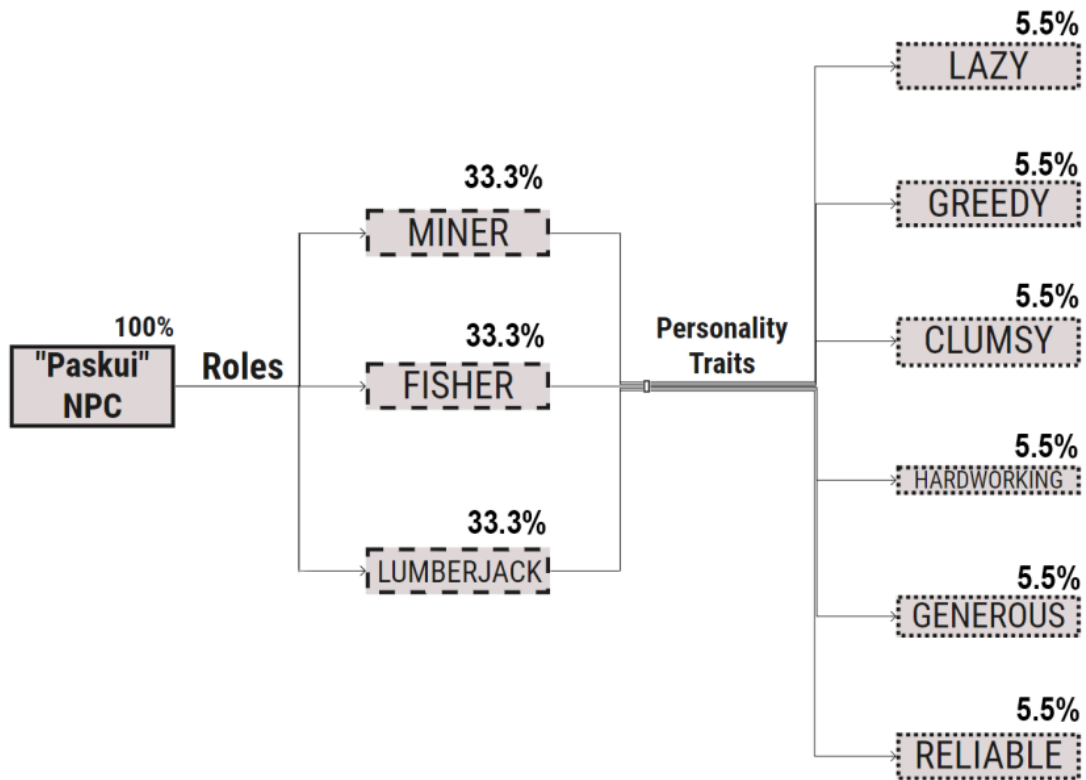 100%
"Paskui"
NPC
Roles
33.3%
MINER
33.3%
FISHER
33.3%
LUMBERJACK
Personality
Traits
5.5%
LAZY
5.5%
GREEDY
5.5%
CLUMSY
5.5%
HARDWORKING
5.5%
GENEROUS
5.5%
RELIABLE